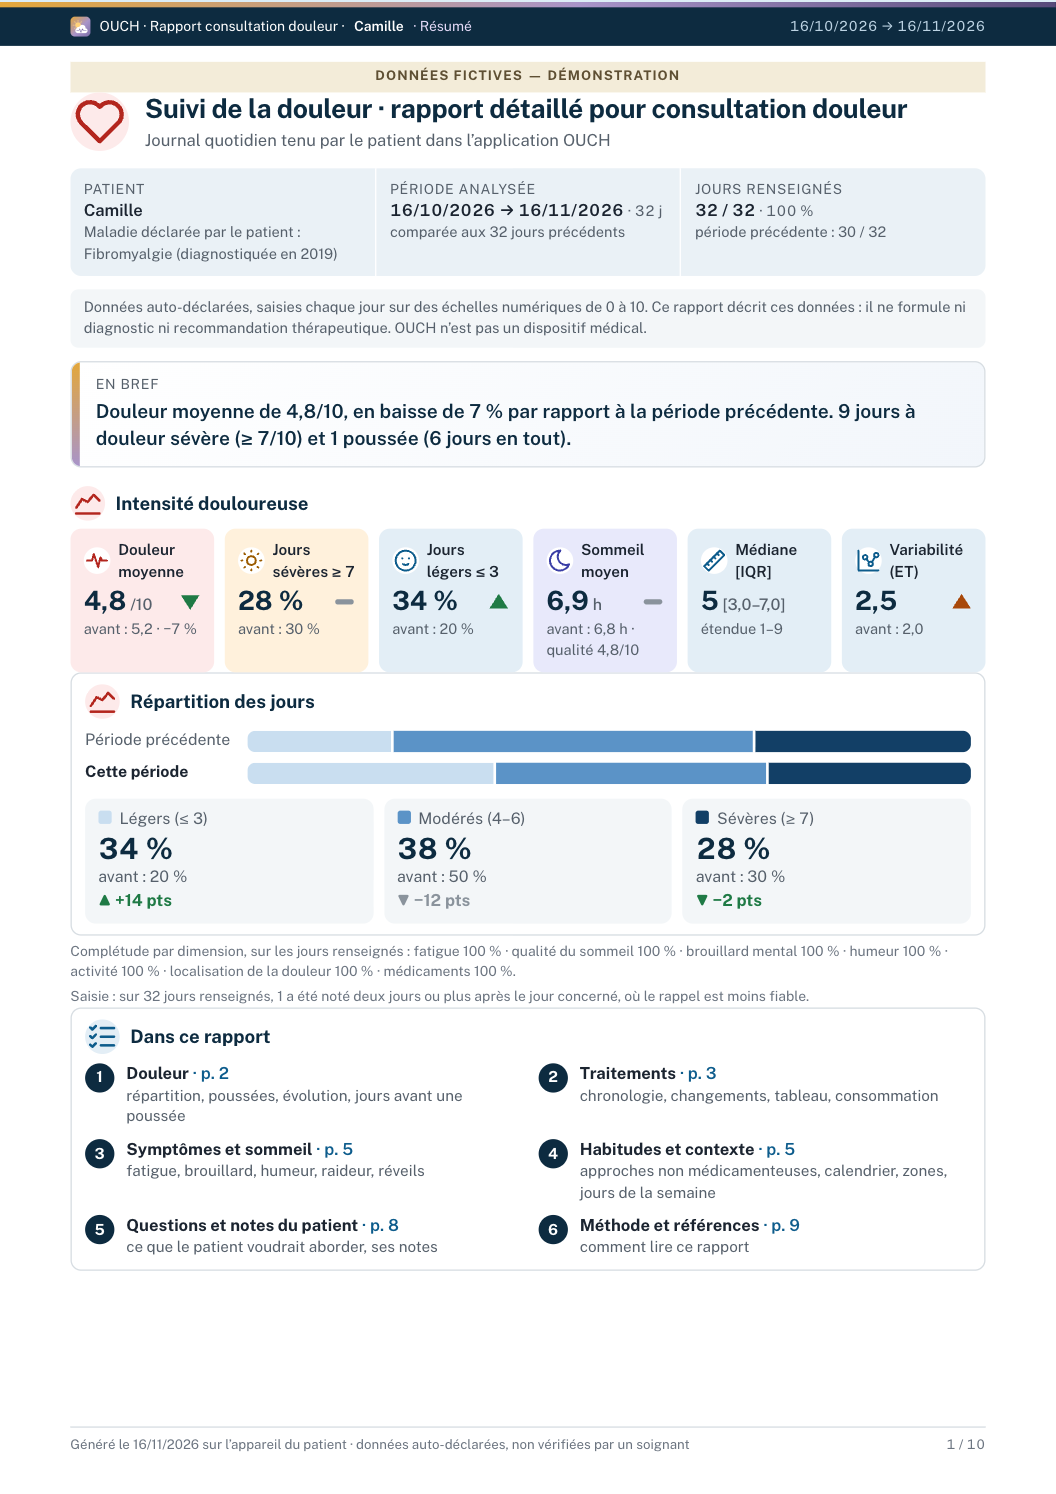 OUCH · Rapport consultation douleur · Camille · Résumé
16/10/2026 → 16/11/2026
DONNÉES FICTIVES — DÉMONSTRATION
Suivi de la douleur · rapport détaillé pour consultation douleur
Journal quotidien tenu par le patient dans l’application OUCH
PATIENT
Camille
Maladie déclarée par le patient :
Fibromyalgie (diagnostiquée en 2019)
PÉRIODE ANALYSÉE
16/10/2026 → 16/11/2026 · 32 j
comparée aux 32 jours précédents
JOURS RENSEIGNÉS
32 / 32 · 100 %
période précédente : 30 / 32
Données auto-déclarées, saisies chaque jour sur des échelles numériques de 0 à 10. Ce rapport décrit ces données : il ne formule ni
diagnostic ni recommandation thérapeutique. OUCH n’est pas un dispositif médical.
EN BREF
Douleur moyenne de 4,8/10, en baisse de 7 % par rapport à la période précédente. 9 jours à
douleur sévère (≥ 7/10) et 1 poussée (6 jours en tout).
Intensité douloureuse
Douleur
moyenne
4,8 /10
avant : 5,2 · −7 %
Jours
sévères ≥ 7
28 %
avant : 30 %
Jours
légers ≤ 3
34 %
avant : 20 %
Sommeil
moyen
6,9 h
avant : 6,8 h ·
qualité 4,8/10
Médiane
[IQR]
5 [3,0–7,0]
étendue 1–9
Variabilité
(ET)
2,5
avant : 2,0
Répartition des jours
Période précédente
Cette période
Légers (≤ 3)
34 %
avant : 20 %
+14 pts
Modérés (4–6)
38 %
avant : 50 %
−12 pts
Sévères (≥ 7)
28 %
avant : 30 %
−2 pts
Complétude par dimension, sur les jours renseignés : fatigue 100 % · qualité du sommeil 100 % · brouillard mental 100 % · humeur 100 % ·
activité 100 % · localisation de la douleur 100 % · médicaments 100 %.
Saisie : sur 32 jours renseignés, 1 a été noté deux jours ou plus après le jour concerné, où le rappel est moins fiable.
Dans ce rapport
1 Douleur · p. 2
répartition, poussées, évolution, jours avant une
poussée
2 Traitements · p. 3
chronologie, changements, tableau, consommation
3 Symptômes et sommeil · p. 5
fatigue, brouillard, humeur, raideur, réveils
4 Habitudes et contexte · p. 5
approches non médicamenteuses, calendrier, zones,
jours de la semaine
5 Questions et notes du patient · p. 8
ce que le patient voudrait aborder, ses notes
6 Méthode et références · p. 9
comment lire ce rapport
Généré le 16/11/2026 sur l’appareil du patient · données auto-déclarées, non vérifiées par un soignant
1 / 10